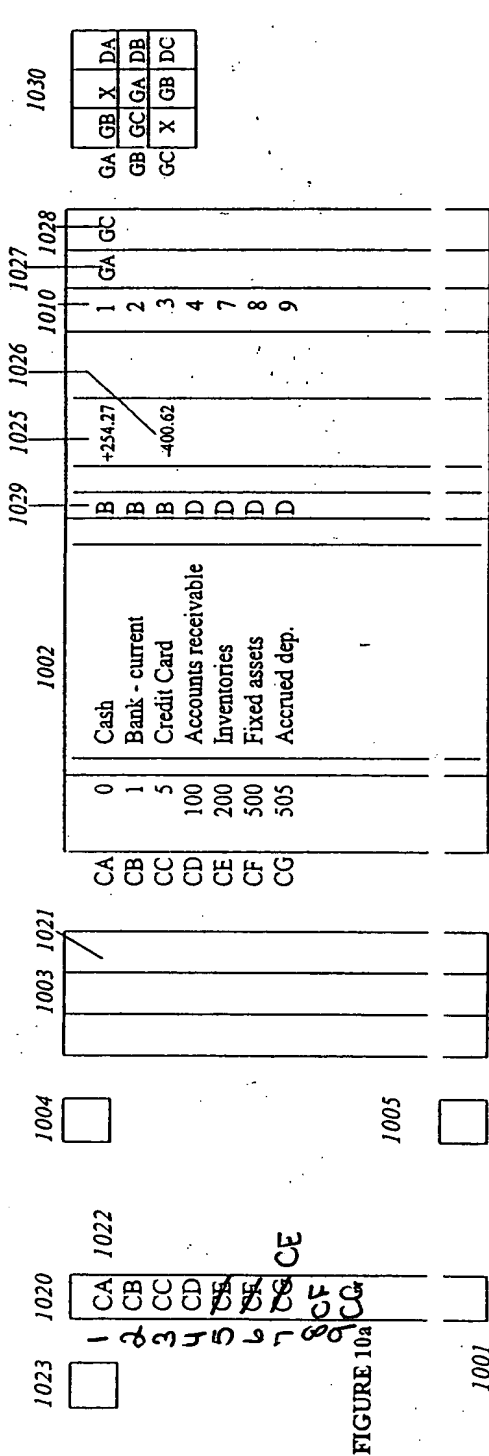 1023 1020 1004 1003 1021 1002 1029 1025 1026 1010 1027 1028 1030
1 CA 1022
2 CB
3 CC
4 CD
5 CE
6 CF
7 CG CE
8 CF
9 CG
CA 0 Cash B +254.27 1 GA GC
CB 1 Bank - current B 2
CC 5 Credit Card B -400.62 3
CD 100 Accounts receivable D 4
CE 200 Inventories D 7
CF 500 Fixed assets D 8
CG 505 Accrued dep. D 9
GA GB X DA
GB GC GA DB
GC X GB DC
1005
FIGURE 10a
1001